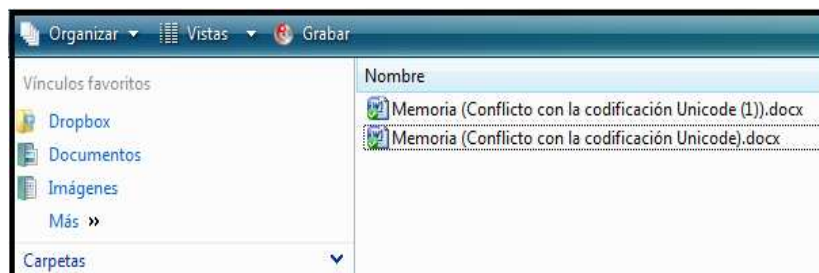 Organizar Vistas Grabar
Vínculos favoritos
Dropbox
Documentos
Imágenes
Más »
Carpetas
Nombre
Memoria (Conflicto con la codificación Unicode (1)).docx
Memoria (Conflicto con la codificación Unicode).docx